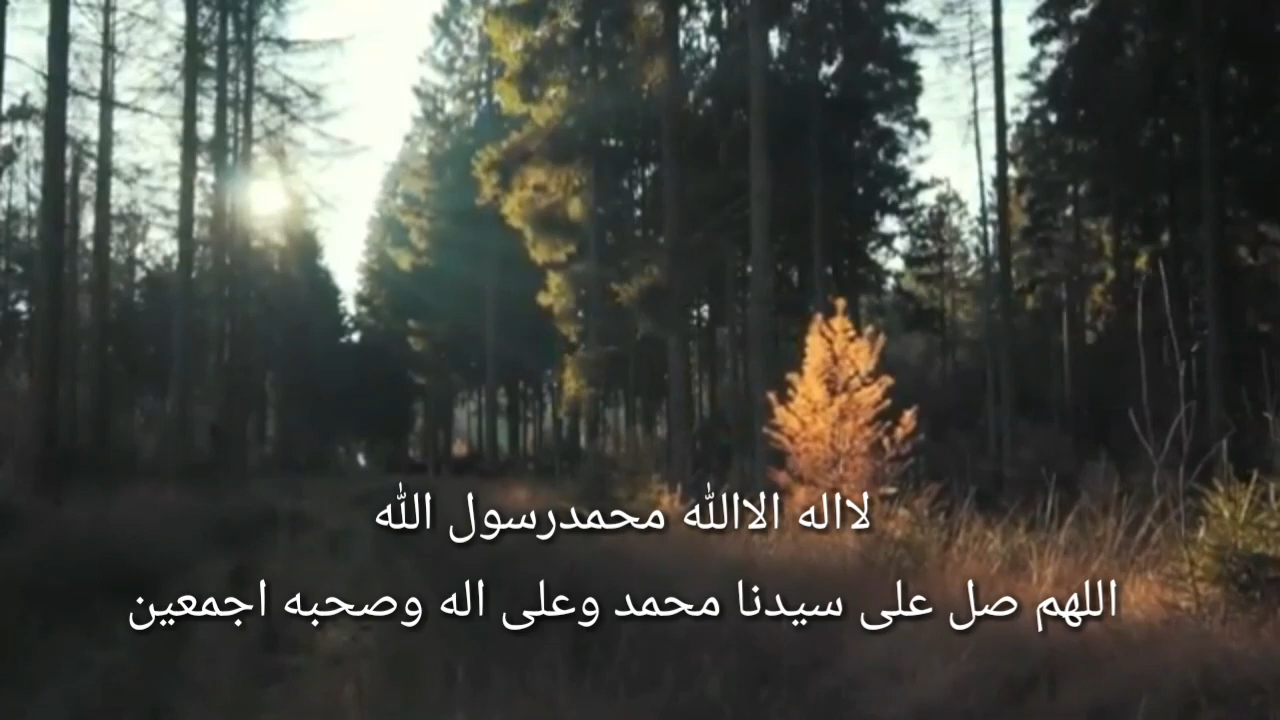 لااله الاالله محمدرسول الله
اللهم صل على سيدنا محمد وعلى اله وصحبه اجمعين